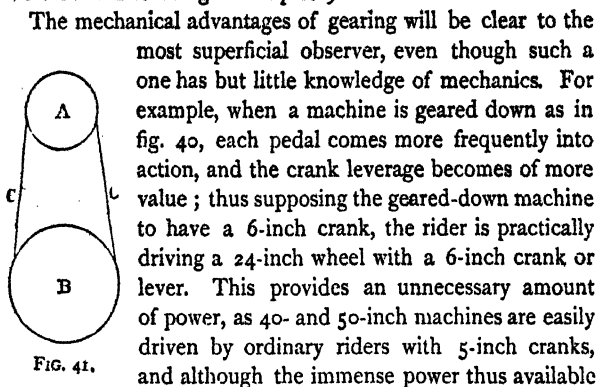 The mechanical advantages of gearing will be clear to the
most superficial observer, even though such a
one has but little knowledge of mechanics. For
example, when a machine is geared down as in
fig. 40, each pedal comes more frequently into
action, and the crank leverage becomes of more
value ; thus supposing the geared-down machine
to have a 6-inch crank, the rider is practically
driving a 24-inch wheel with a 6-inch crank or
lever. This provides an unnecessary amount
of power, as 40- and 50-inch machines are easily
driven by ordinary riders with 5-inch cranks,
and although the immense power thus available
A
C
B
FIG. 41.